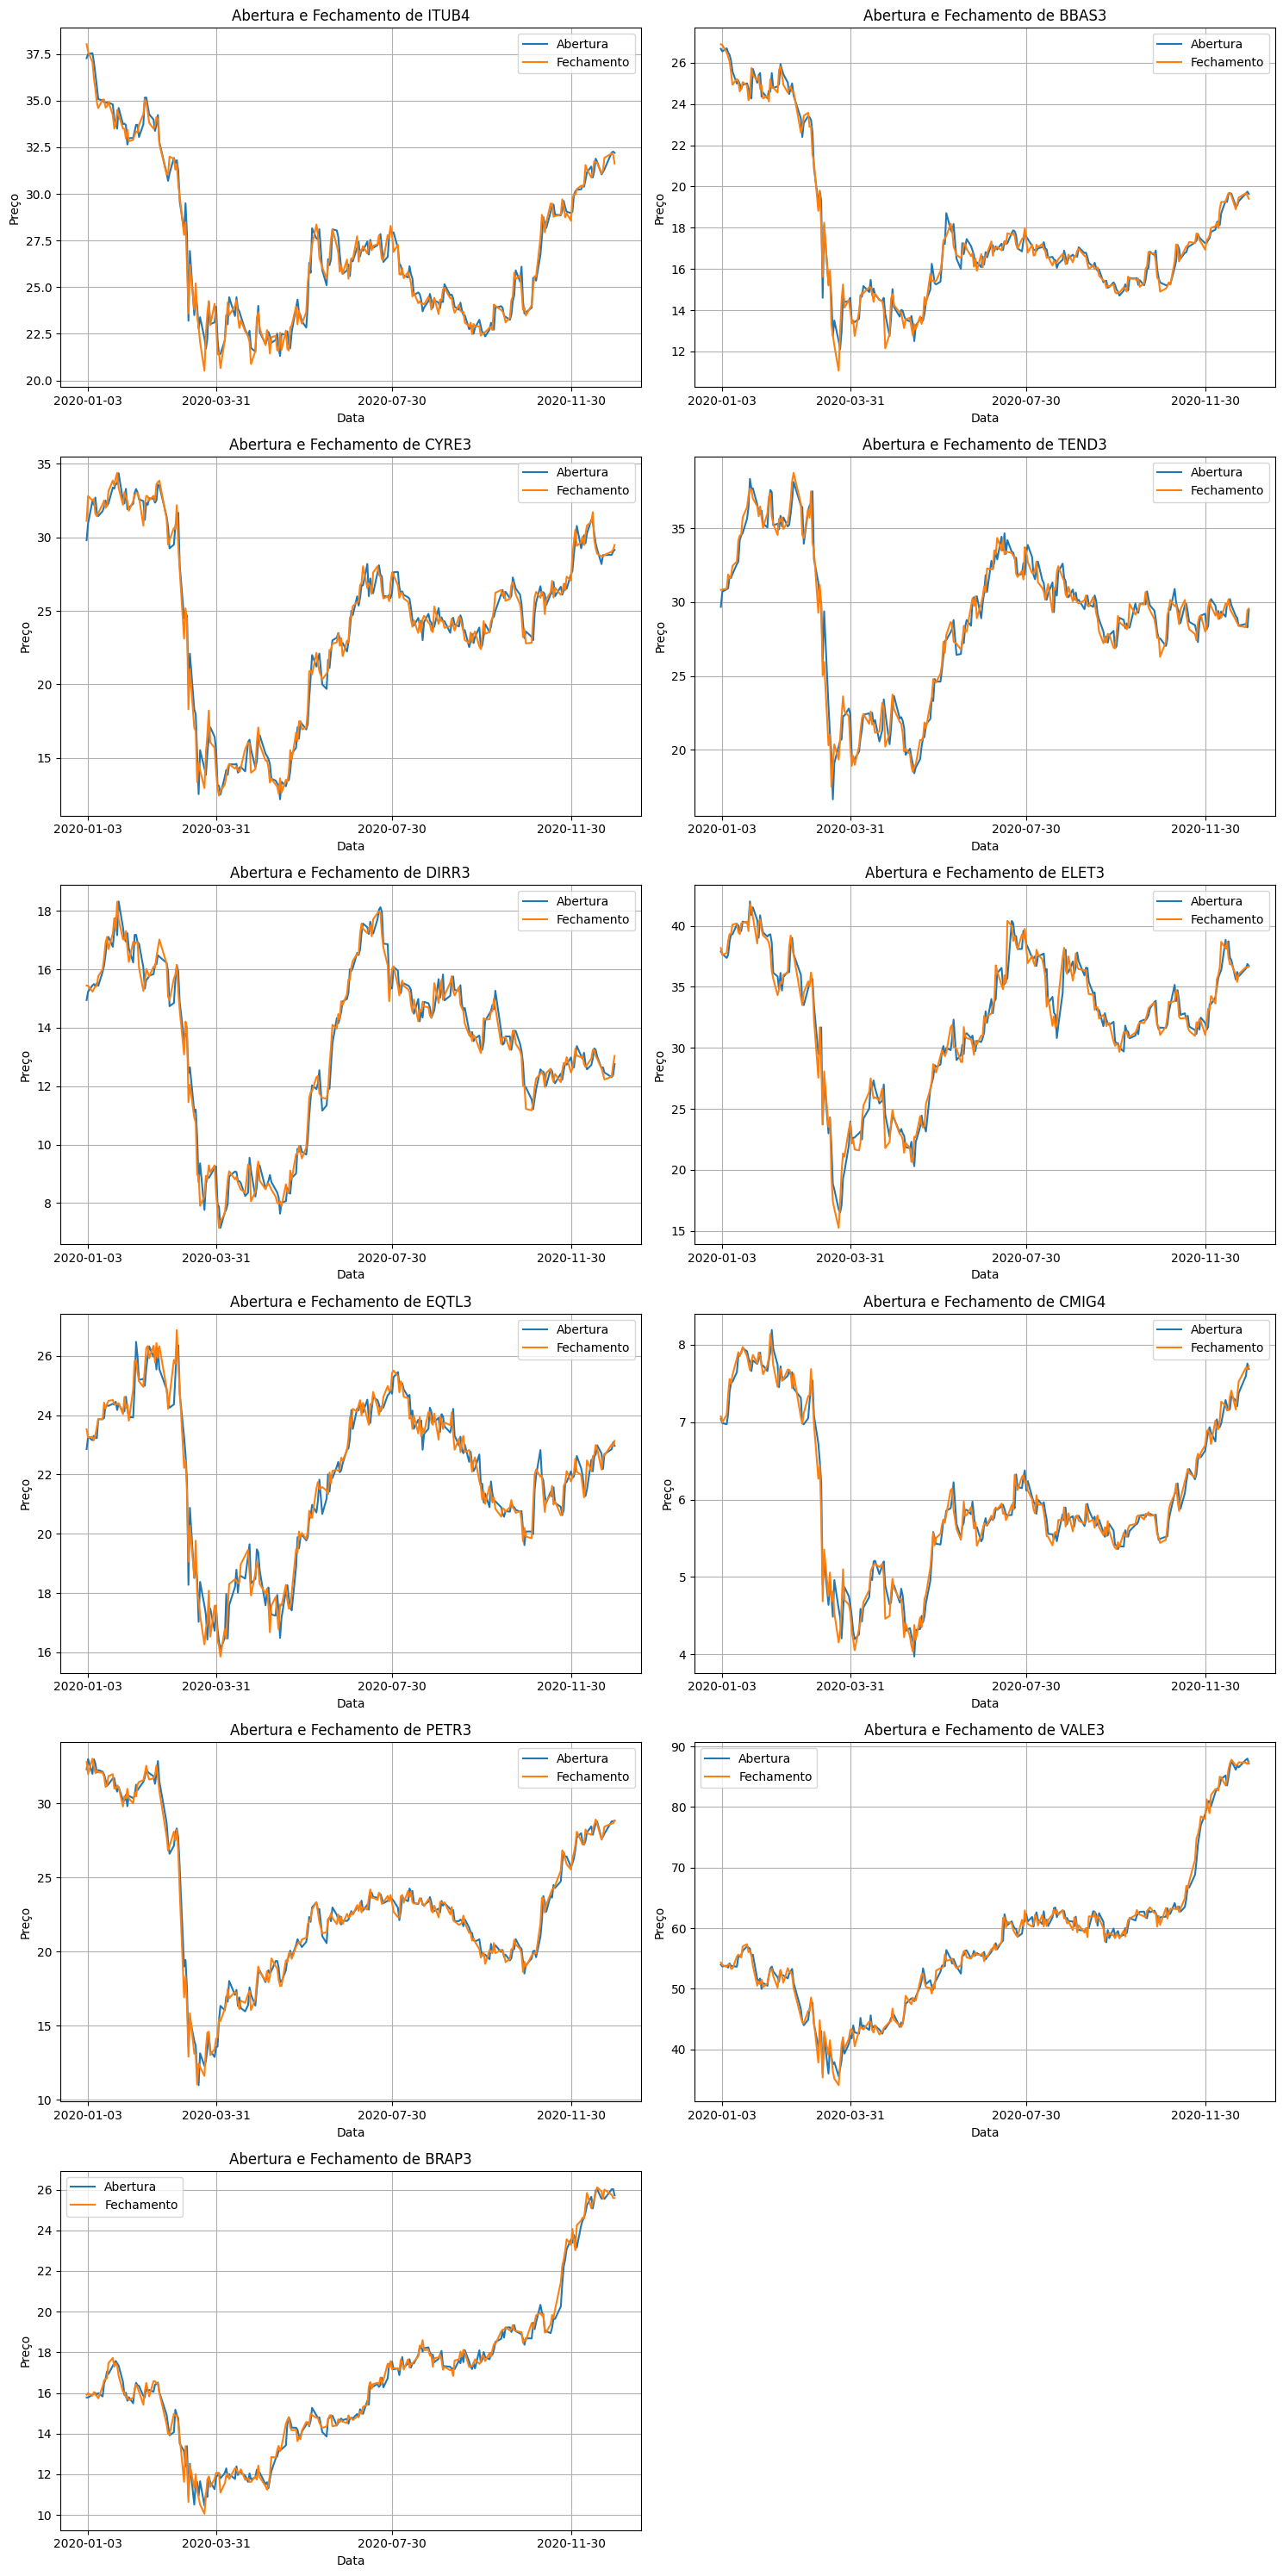 Abertura e Fechamento de ITUB4
Abertura
Fechamento
Preço
37.5
35.0
32.5
30.0
27.5
25.0
22.5
20.0
2020-01-03 2020-03-31 2020-07-30 2020-11-30
Data
Abertura e Fechamento de BBAS3
Abertura
Fechamento
Preço
26
24
22
20
18
16
14
12
2020-01-03 2020-03-31 2020-07-30 2020-11-30
Data
Abertura e Fechamento de CYRE3
Abertura
Fechamento
Preço
35
30
25
20
15
2020-01-03 2020-03-31 2020-07-30 2020-11-30
Data
Abertura e Fechamento de TEND3
Abertura
Fechamento
Preço
35
30
25
20
2020-01-03 2020-03-31 2020-07-30 2020-11-30
Data
Abertura e Fechamento de DIRR3
Abertura
Fechamento
Preço
18
16
14
12
10
8
2020-01-03 2020-03-31 2020-07-30 2020-11-30
Data
Abertura e Fechamento de ELET3
Abertura
Fechamento
Preço
40
35
30
25
20
15
2020-01-03 2020-03-31 2020-07-30 2020-11-30
Data
Abertura e Fechamento de EQTL3
Abertura
Fechamento
Preço
26
24
22
20
18
16
2020-01-03 2020-03-31 2020-07-30 2020-11-30
Data
Abertura e Fechamento de CMIG4
Abertura
Fechamento
Preço
8
7
6
5
4
2020-01-03 2020-03-31 2020-07-30 2020-11-30
Data
Abertura e Fechamento de PETR3
Abertura
Fechamento
Preço
30
25
20
15
10
2020-01-03 2020-03-31 2020-07-30 2020-11-30
Data
Abertura e Fechamento de VALE3
Abertura
Fechamento
Preço
90
80
70
60
50
40
2020-01-03 2020-03-31 2020-07-30 2020-11-30
Data
Abertura e Fechamento de BRAP3
Abertura
Fechamento
Preço
26
24
22
20
18
16
14
12
10
2020-01-03 2020-03-31 2020-07-30 2020-11-30
Data